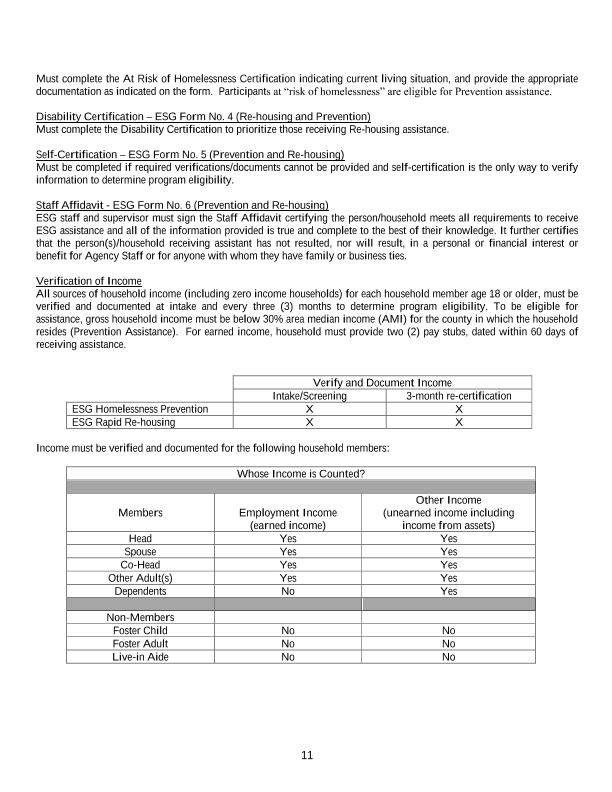 Must complete the At Risk of Homelessness Certification indicating current living situation, and provide the appropriate
documentation as indicated on the form.  Participants at “risk of homelessness” are eligible for Prevention assistance.
Disability Certification – ESG Form No. 4 (Re-housing and Prevention)
Must complete the Disability Certification to prioritize those receiving Re-housing assistance.
Self-Certification – ESG Form No. 5 (Prevention and Re-housing)
Must be completed if required verifications/documents cannot be provided and self-certification is the only way to verify
information to determine program eligibility.
Staff Affidavit - ESG Form No. 6 (Prevention and Re-housing)
ESG staff and supervisor must sign the Staff Affidavit certifying the person/household meets all requirements to receive
ESG assistance and all of the information provided is true and complete to the best of their knowledge. It further certifies
that the person(s)/household receiving assistant has not resulted, nor will result, in a personal or financial interest or
benefit for Agency Staff or for anyone with whom they have family or business ties.
Verification of Income
All sources of household income (including zero income households) for each household member age 18 or older, must be
verified and documented at intake and every three (3) months to determine program eligibility. To be eligible for
assistance, gross household income must be below 30% area median income (AMI) for the county in which the household
resides (Prevention Assistance).  For earned income, household must provide two (2) pay stubs, dated within 60 days of
receiving assistance.
Verify and Document Income
Intake/Screening 3-month re-certification
ESG Homelessness Prevention X X
ESG Rapid Re-housing X X
Income must be verified and documented for the following household members:
Whose Income is Counted?
Members Employment Income (earned income) Other Income (unearned income including income from assets)
Head Yes Yes
Spouse Yes Yes
Co-Head Yes Yes
Other Adult(s) Yes Yes
Dependents No Yes
Non-Members
Foster Child No No
Foster Adult No No
Live-in Aide No No
11